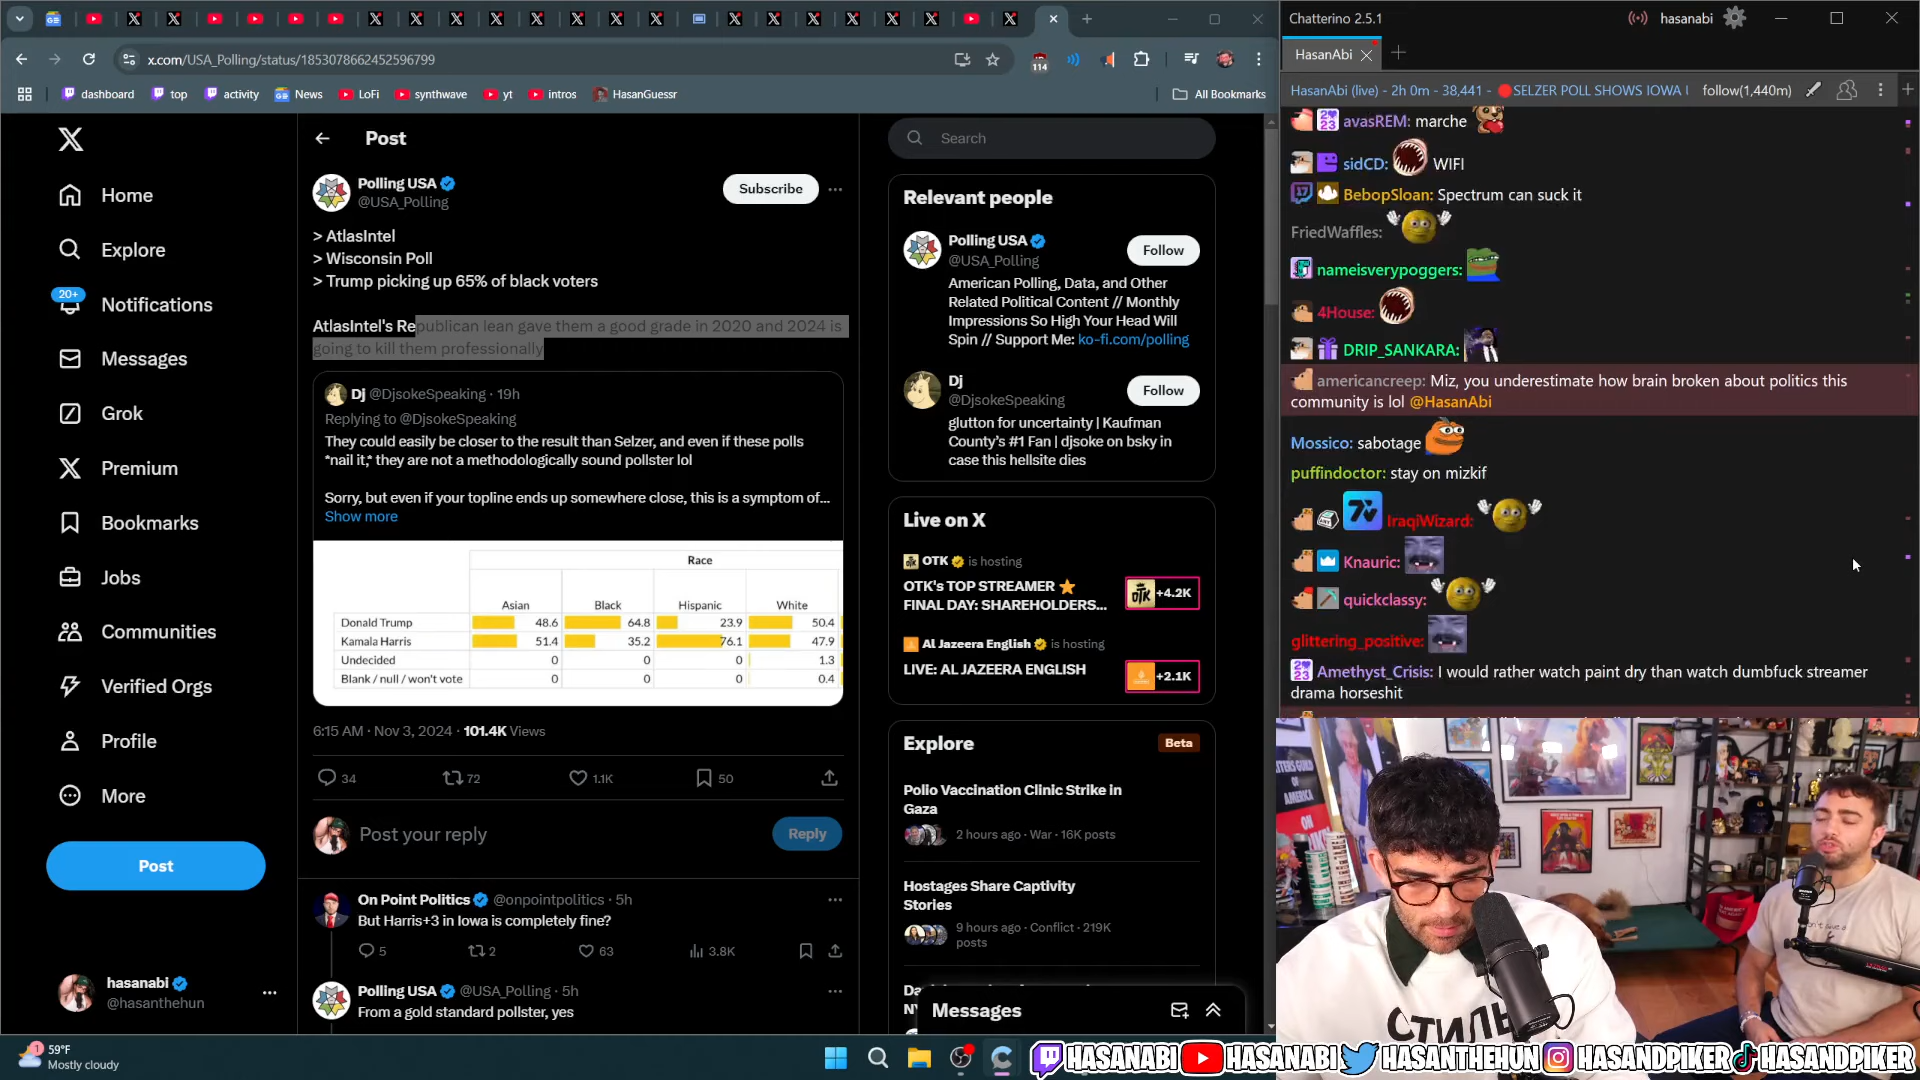 x.com/USA_Polling/status/1853078662452596799
114
dashboard
top
activity
News
LoFi
synthwave
yt
intros
HasanGuessr
All Bookmarks
Home
Explore
20+
Notifications
Messages
Grok
Premium
Bookmarks
Jobs
Communities
Verified Orgs
Profile
More
Post
hasanabi
@hasanthehun
Post
Polling USA
@USA_Polling
Subscribe
> AtlasIntel
> Wisconsin Poll
> Trump picking up 65% of black voters
AtlasIntel's Republican lean gave them a good grade in 2020 and 2024 is
going to kill them professionally
Dj @DjsokeSpeaking · 19h
Replying to @DjsokeSpeaking
They could easily be closer to the result than Selzer, and even if these polls
*nail it,* they are not a methodologically sound pollster lol
Sorry, but even if your topline ends up somewhere close, this is a symptom of...
Show more
Race
Asian Black Hispanic White
Donald Trump 48.6 64.8 23.9 50.4
Kamala Harris 51.4 35.2 76.1 47.9
Undecided 0 0 0 1.3
Blank / null / won't vote 0 0 0 0.4
6:15 AM · Nov 3, 2024 · 101.4K Views
34 72 1.1K 50
Post your reply
Reply
On Point Politics @onpointpolitics · 5h
But Harris+3 in Iowa is completely fine?
5 2 63 3.8K
Polling USA @USA_Polling · 5h
From a gold standard pollster, yes
Search
Relevant people
Polling USA
@USA_Polling
Follow
American Polling, Data, and Other
Related Political Content // Monthly
Impressions So High Your Head Will
Spin // Support Me: ko-fi.com/polling
Dj
@DjsokeSpeaking
Follow
glutton for uncertainty | Kaufman
County's #1 Fan | djsoke on bsky in
case this hellsite dies
Live on X
OTK is hosting
OTK's TOP STREAMER
FINAL DAY: SHAREHOLDERS...
OTK +4.2K
Al Jazeera English is hosting
LIVE: AL JAZEERA ENGLISH
+2.1K
Explore
Beta
Polio Vaccination Clinic Strike in
Gaza
2 hours ago · War · 16K posts
Hostages Share Captivity
Stories
9 hours ago · Conflict · 219K
posts
Messages
Chatterino 2.5.1
hasanabi
HasanAbi
HasanAbi (live) - 2h 0m - 38,441 - SELZER POLL SHOWS IOWA
follow(1,440m)
avasREM: marche
sidCD: WIFI
BebopSloan: Spectrum can suck it
FriedWaffles:
nameisverypoggers:
4House:
DRIP_SANKARA:
americancreep: Miz, you underestimate how brain broken about politics this
community is lol @HasanAbi
Mossico: sabotage
puffindoctor: stay on mizkif
IraqiWizard:
Knauric:
quickclassy:
glittering_positive:
Amethyst_Crisis: I would rather watch paint dry than watch dumbfuck streamer
drama horseshit
СТИЛЬ
1
59°F
Mostly cloudy
HASANABI HASANABI HASANTHEHUN HASANDPIKER HASANDPIKER